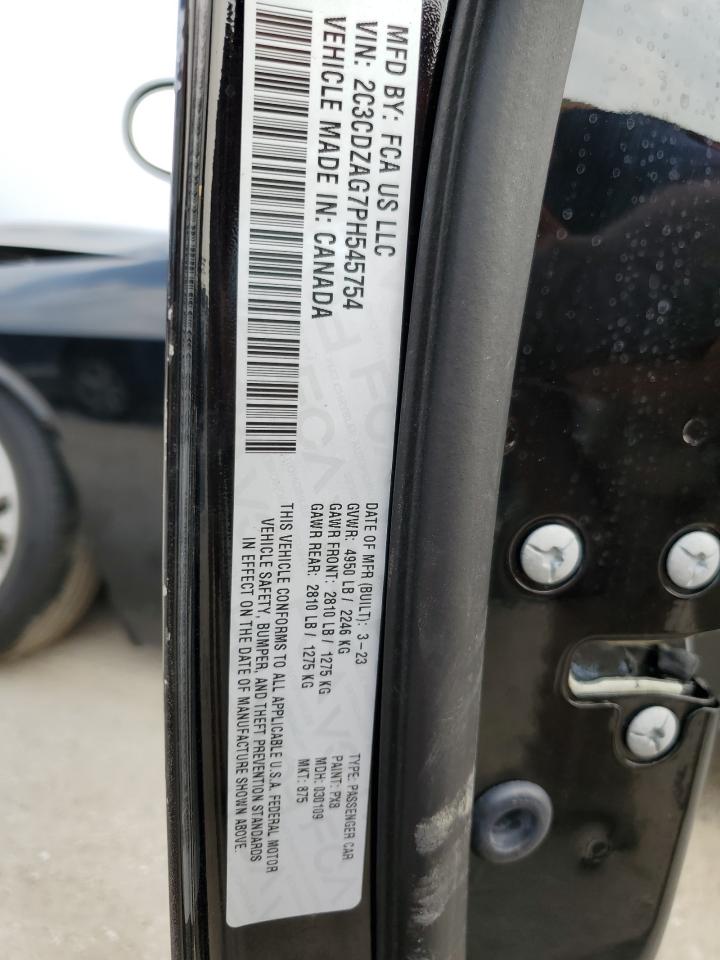 MFD BY: FCA US LLC
VIN: 2C3CDZAG7PH545754
VEHICLE MADE IN: CANADA
DATE OF MFR (BUILT): 3-23
GVWR: 4950 LB / 2246 KG
GAWR FRONT: 2810 LB / 1275 KG
GAWR REAR: 2810 LB / 1275 KG
THIS VEHICLE CONFORMS TO ALL APPLICABLE U.S.A. FEDERAL MOTOR
VEHICLE SAFETY, BUMPER, AND THEFT PREVENTION STANDARDS
IN EFFECT ON THE DATE OF MANUFACTURE SHOWN ABOVE.
TYPE: PASSENGER CAR
PAINT: PX8
MDH: 030109
MKT: 875
FCA